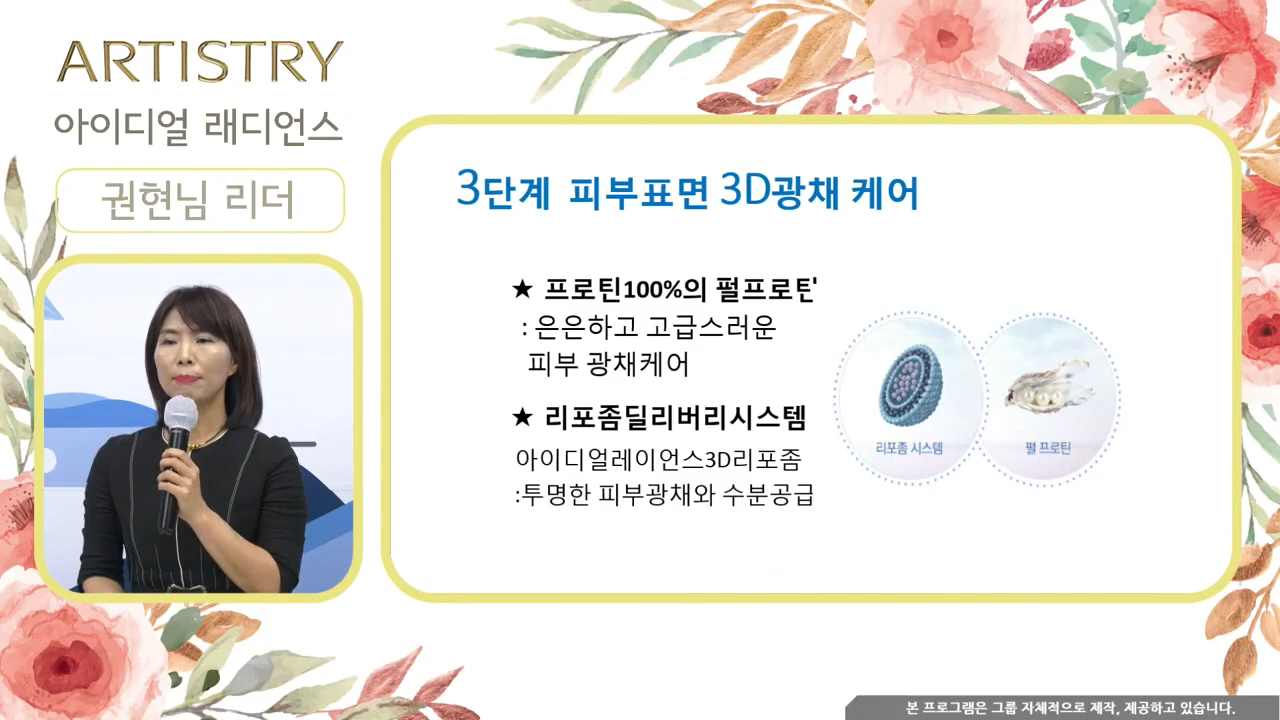 ARTISTRY
아이디얼 래디언스
권현님 리더
3단계 피부표면 3D광채 케어
★ 프로틴100%의 펄프로틴
: 은은하고 고급스러운
피부 광채케어
★ 리포좀딜리버리시스템
아이디얼레이언스3D리포좀
:투명한 피부광채와 수분공급
리포좀 시스템
펄 프로틴
본 프로그램은 그룹 자체적으로 제작, 제공하고 있습니다.